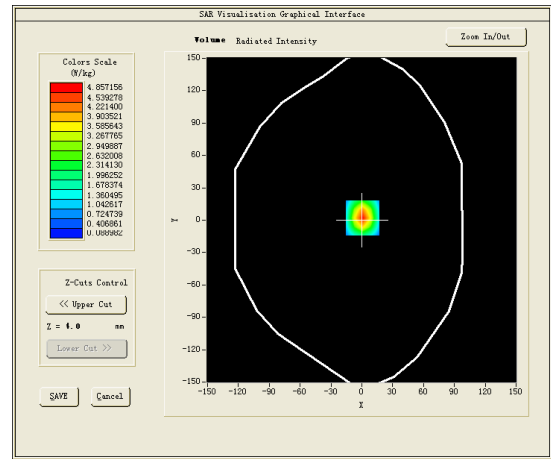 SAR Visualisation Graphical Interface
Volume Radiated Intensity
Zoom In/Out
Colors Scale
(W/kg)
4.857156
4.539278
4.221400
3.903521
3.585643
3.267765
2.949887
2.632008
2.314130
1.996252
1.678374
1.360495
1.042617
0.724739
0.406861
0.088982
Z-Cuts Control
<< Upper Cut
Z = 4.0 mm
Lower Cut >>
SAVE
Cancel
150
120
90
60
30
0
-30
-60
-90
-120
-150
Y
-150 -120 -90 -60 -30 0 30 60 90 120 150
X